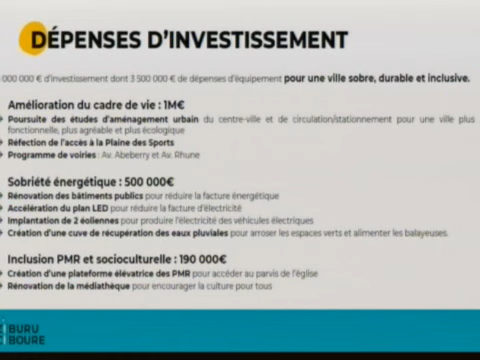 DÉPENSES D'INVESTISSEMENT
000 000 € d'investissement dont 3 500 000 € de dépenses d'équipement pour une ville sobre, durable et inclusive.
Amélioration du cadre de vie : 1M€
➔ Poursuite des études d'aménagement urbain du centre-ville et de circulation/stationnement pour une ville plus
fonctionnelle, plus agréable et plus écologique
➔ Réfection de l'accès à la Plaine des Sports
➔ Programme de voiries : Av. Abeberry et Av. Rhune
Sobriété énergétique : 500 000€
➔ Rénovation des bâtiments publics pour réduire la facture énergétique
➔ Accélération du plan LED pour réduire la facture d'électricité
➔ Implantation de 2 éoliennes pour produire l'électricité des véhicules électriques
➔ Création d'une cuve de récupération des eaux pluviales pour arroser les espaces verts et alimenter les balayeuses.
Inclusion PMR et socioculturelle : 190 000€
➔ Création d'une plateforme élévatrice des PMR pour accéder au parvis de l'église
➔ Rénovation de la médiathèque pour encourager la culture pour tous
BURU
BOURE